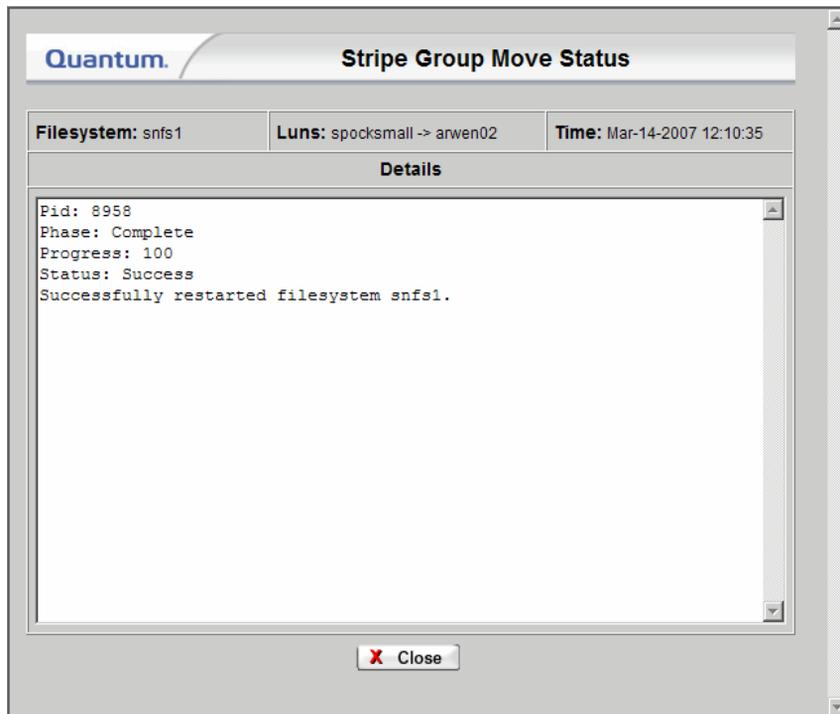 Quantum. Stripe Group Move Status
Filesystem: snfs1 Luns: spocksmall -> arwen02 Time: Mar-14-2007 12:10:35
Details
Pid: 8958
Phase: Complete
Progress: 100
Status: Success
Successfully restarted filesystem snfs1.
X Close